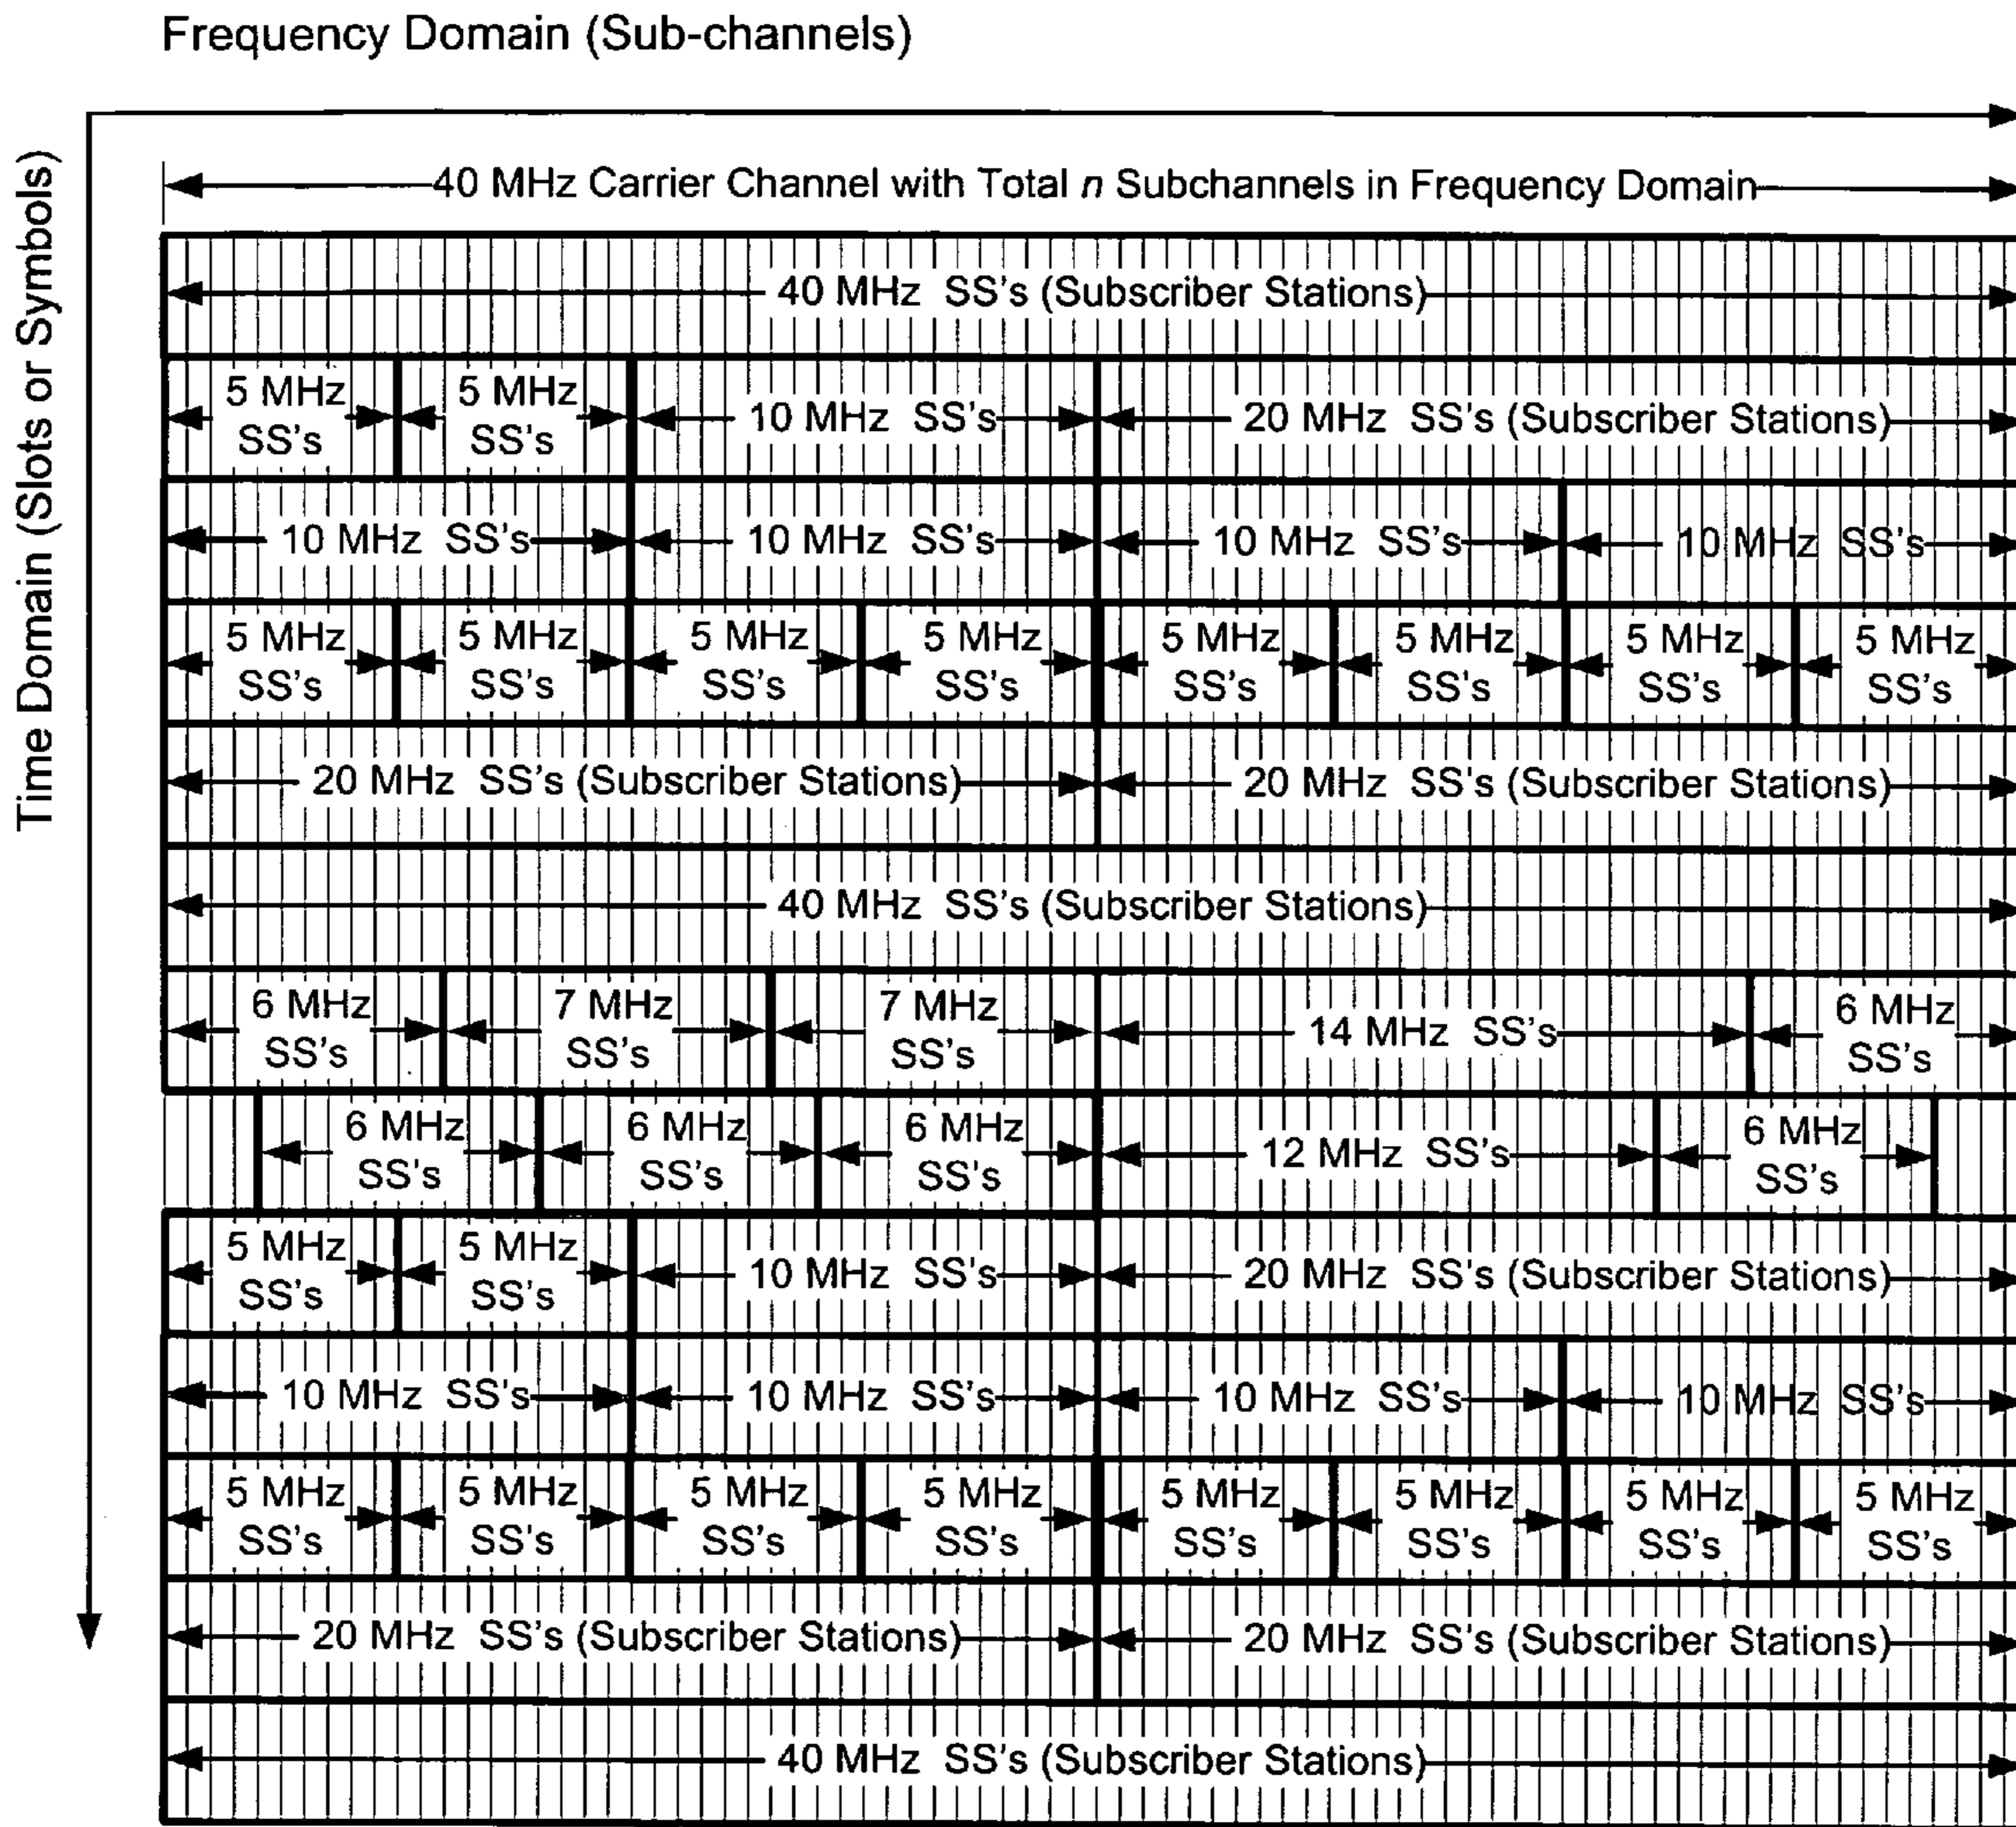 Frequency Domain (Sub-channels)
Time Domain (Slots or Symbols)
40 MHz Carrier Channel with Total n Subchannels in Frequency Domain
40 MHz SS's (Subscriber Stations)
5 MHz SS's
5 MHz SS's
10 MHz SS's
20 MHz SS's (Subscriber Stations)
10 MHz SS's
10 MHz SS's
10 MHz SS's
10 MHz SS's
5 MHz SS's
5 MHz SS's
5 MHz SS's
5 MHz SS's
5 MHz SS's
5 MHz SS's
5 MHz SS's
5 MHz SS's
20 MHz SS's (Subscriber Stations)
20 MHz SS's (Subscriber Stations)
40 MHz SS's (Subscriber Stations)
6 MHz SS's
7 MHz SS's
7 MHz SS's
14 MHz SS's
6 MHz SS's
6 MHz SS's
6 MHz SS's
6 MHz SS's
12 MHz SS's
6 MHz SS's
5 MHz SS's
5 MHz SS's
10 MHz SS's
20 MHz SS's (Subscriber Stations)
10 MHz SS's
10 MHz SS's
10 MHz SS's
10 MHz SS's
5 MHz SS's
5 MHz SS's
5 MHz SS's
5 MHz SS's
5 MHz SS's
5 MHz SS's
5 MHz SS's
5 MHz SS's
20 MHz SS's (Subscriber Stations)
20 MHz SS's (Subscriber Stations)
40 MHz SS's (Subscriber Stations)